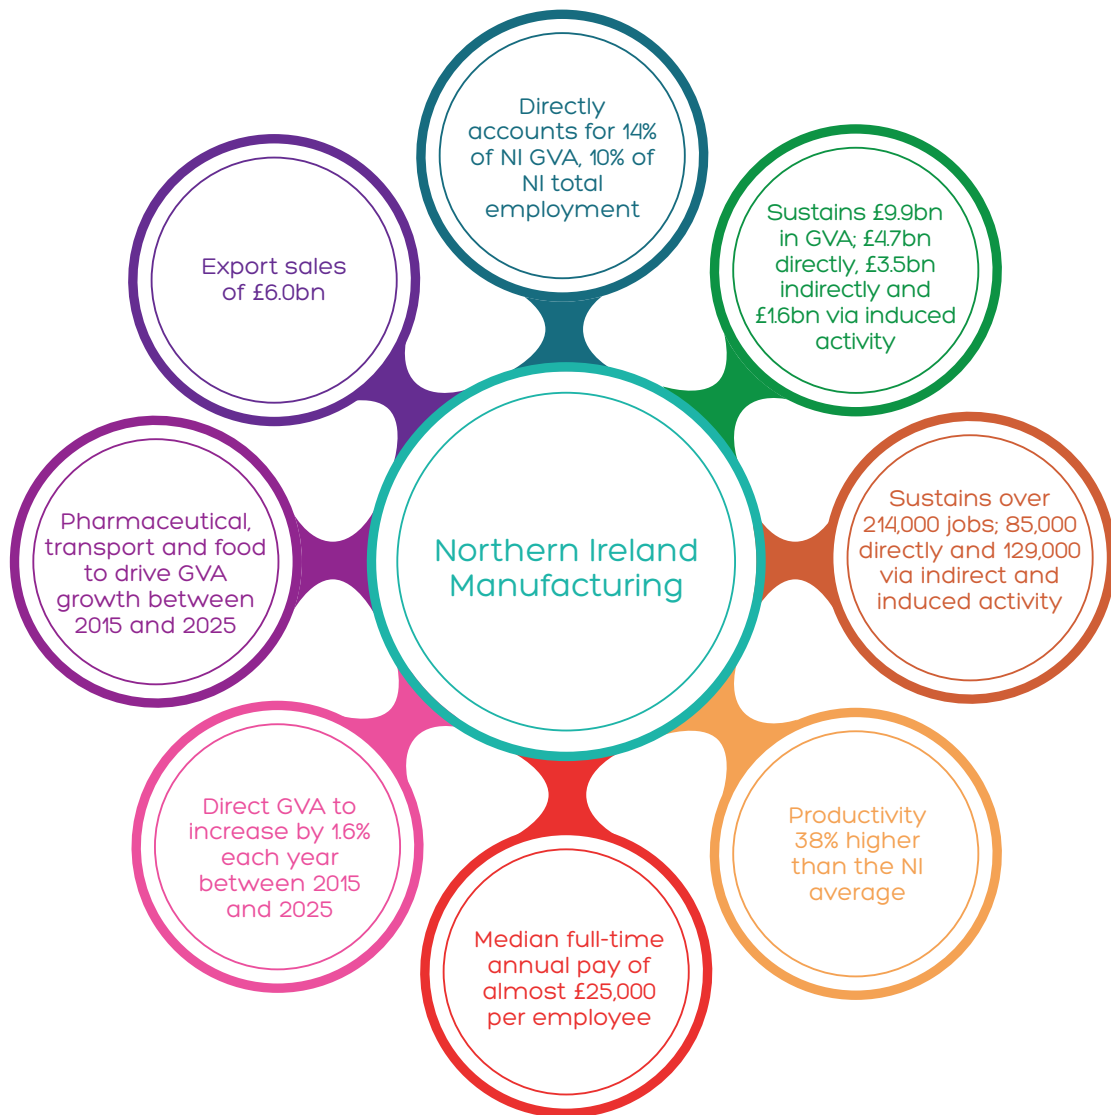 Directly
accounts for 14%
of NI GVA, 10% of
NI total
employment
Sustains £9.9bn
in GVA; £4.7bn
directly, £3.5bn
indirectly and
£1.6bn via induced
activity
Export sales
of £6.0bn
Northern Ireland
Manufacturing
Sustains over
214,000 jobs; 85,000
directly and 129,000
via indirect and
induced activity
Pharmaceutical,
transport and food
to drive GVA
growth between
2015 and 2025
Direct GVA to
increase by 1.6%
each year
between 2015
and 2025
Productivity
38% higher
than the NI
average
Median full-time
annual pay of
almost £25,000
per employee